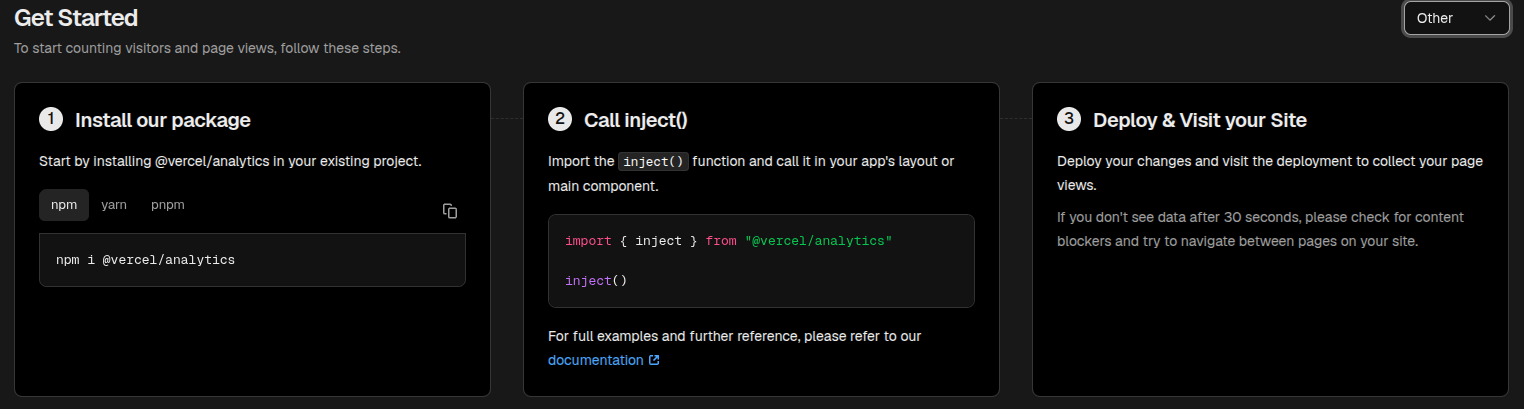 Get Started
Other
To start counting visitors and page views, follow these steps.
1 Install our package
Start by installing @vercel/analytics in your existing project.
npm yarn pnpm
npm i @vercel/analytics
2 Call inject()
Import the inject() function and call it in your app's layout or
main component.
import { inject } from "@vercel/analytics"
inject()
For full examples and further reference, please refer to our
documentation
3 Deploy & Visit your Site
Deploy your changes and visit the deployment to collect your page
views.
If you don't see data after 30 seconds, please check for content
blockers and try to navigate between pages on your site.